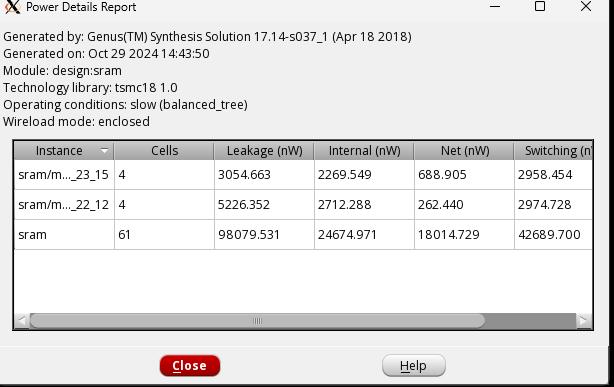 Power Details Report
Generated by: Genus(TM) Synthesis Solution 17.14-s037_1 (Apr 18 2018)
Generated on: Oct 29 2024 14:43:50
Module: design:sram
Technology library: tsmc18 1.0
Operating conditions: slow (balanced_tree)
Wireload mode: enclosed
Instance Cells Leakage (nW) Internal (nW) Net (nW) Switching (n
sram/m..._23_15 4 3054.663 2269.549 688.905 2958.454
sram/m..._22_12 4 5226.352 2712.288 262.440 2974.728
sram 61 98079.531 24674.971 18014.729 42689.700
Close Help